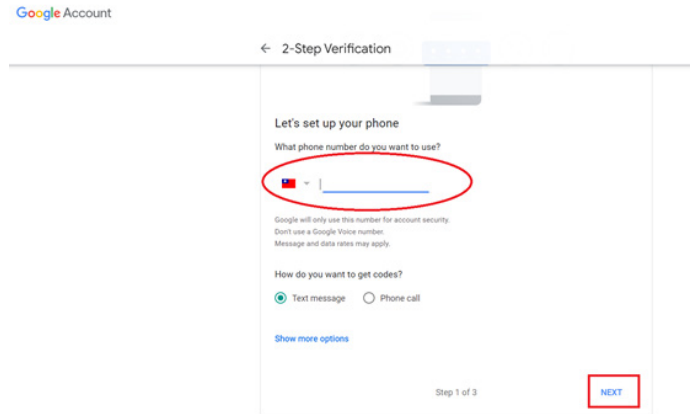 Google Account
← 2-Step Verification
Let's set up your phone
What phone number do you want to use?
Google will only use this number for account security.
Don't use a Google Voice number.
Message and data rates may apply.
How do you want to get codes?
Text message Phone call
Show more options
Step 1 of 3 NEXT